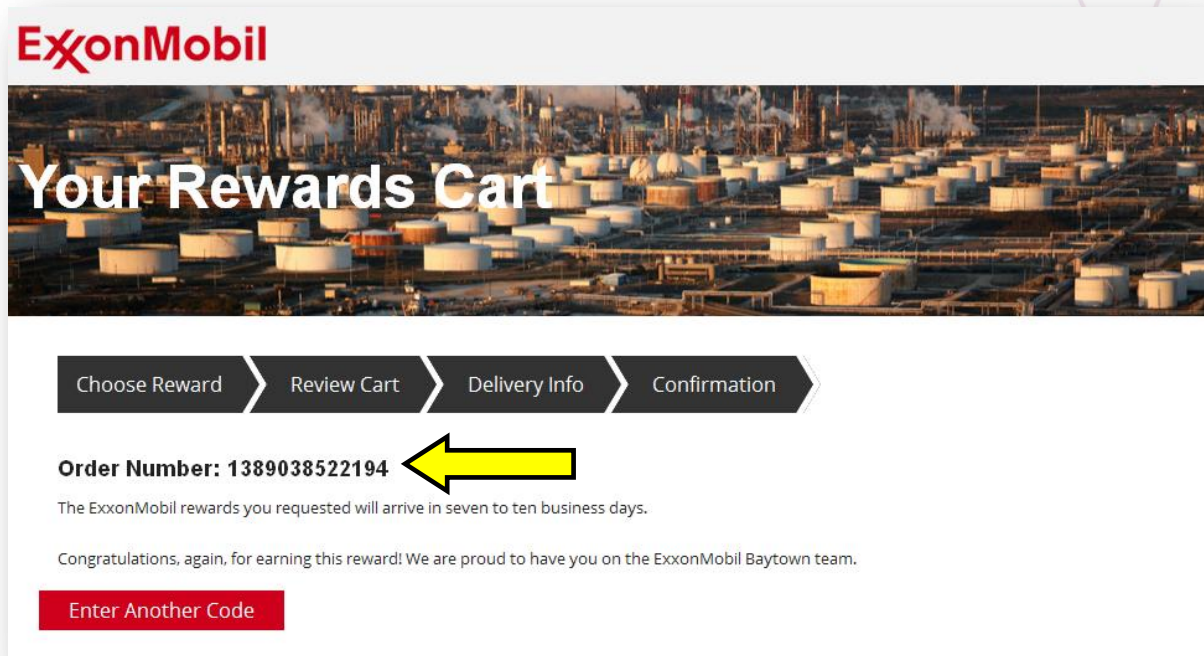 ExxonMobil
Your Rewards Cart
Choose Reward
Review Cart
Delivery Info
Confirmation
Order Number: 1389038522194
The ExxonMobil rewards you requested will arrive in seven to ten business days.
Congratulations, again, for earning this reward! We are proud to have you on the ExxonMobil Baytown team.
Enter Another Code